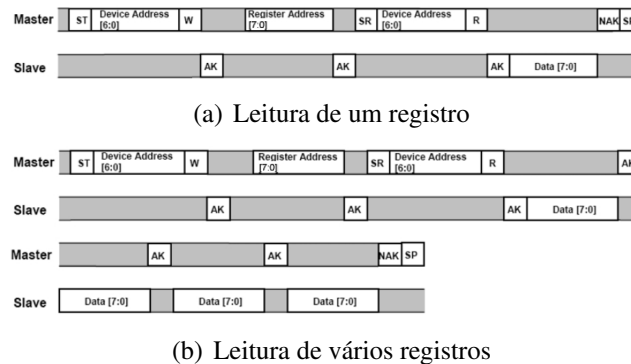 Master ST Device Address [6:0] W Register Address [7:0] SR Device Address [6:0] R NAK SP
Slave AK AK AK Data [7:0]
(a) Leitura de um registro
Master ST Device Address [6:0] W Register Address [7:0] SR Device Address [6:0] R AK
Slave AK AK AK Data [7:0]
Master AK AK NAK SP
Slave Data [7:0] Data [7:0] Data [7:0]
(b) Leitura de vários registros